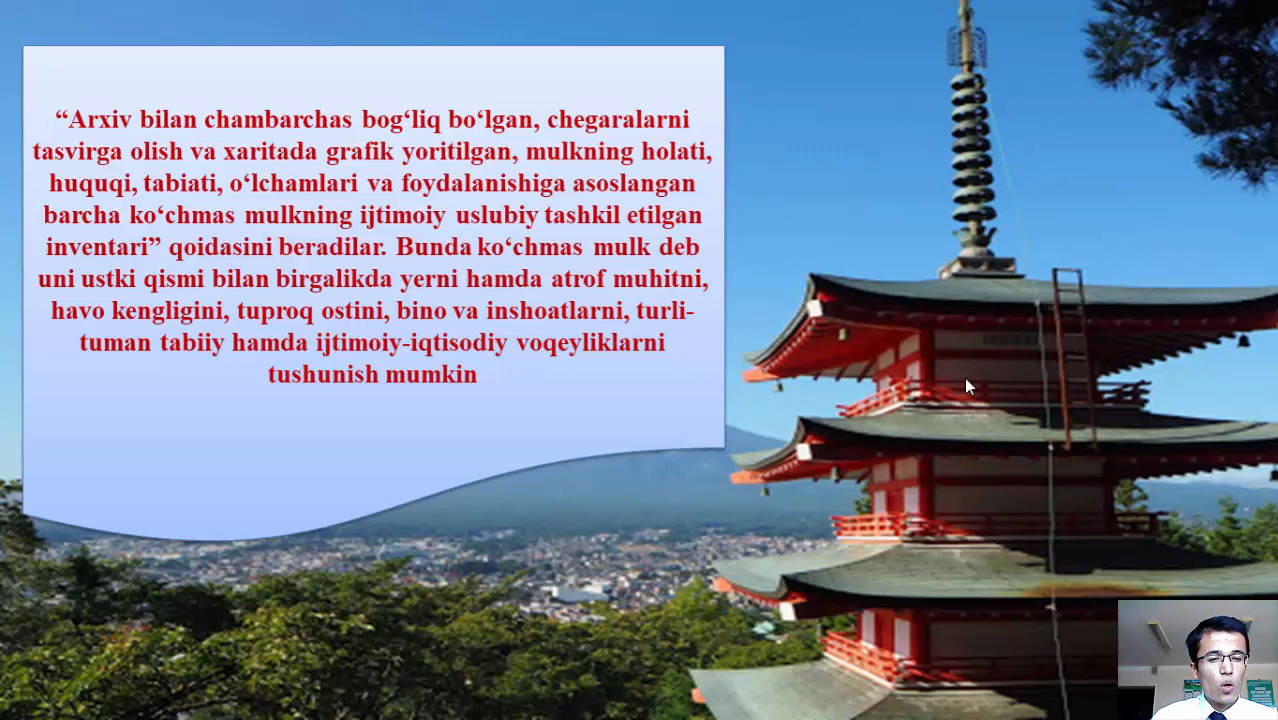 “Arxiv bilan chambarchas bog‘liq bo‘lgan, chegaralarni
tasvirga olish va xaritada grafik yoritilgan, mulkning holati,
huquqi, tabiati, o‘lchamlari va foydalanishiga asoslangan
barcha ko‘chmas mulkning ijtimoiy uslubiy tashkil etilgan
inventari” qoidasini beradilar. Bunda ko‘chmas mulk deb
uni ustki qismi bilan birgalikda yerni hamda atrof muhitni,
havo kengligini, tuproq ostini, bino va inshoatlarni, turli-
tuman tabiiy hamda ijtimoiy-iqtisodiy voqeyliklarni
tushunish mumkin